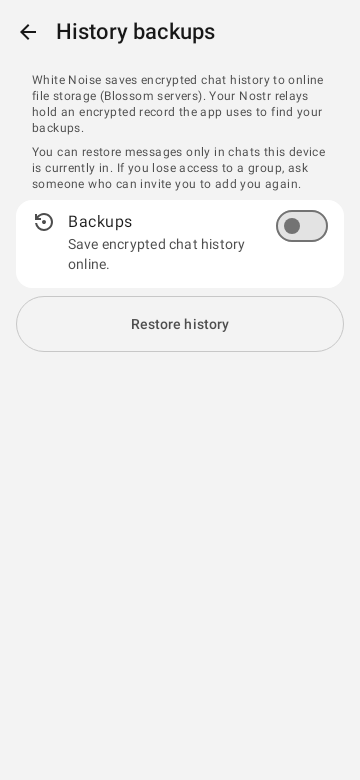 History backups
White Noise saves encrypted chat history to online
file storage (Blossom servers). Your Nostr relays
hold an encrypted record the app uses to find your
backups.
You can restore messages only in chats this device
is currently in. If you lose access to a group, ask
someone who can invite you to add you again.
Backups
Save encrypted chat history
online.
Restore history